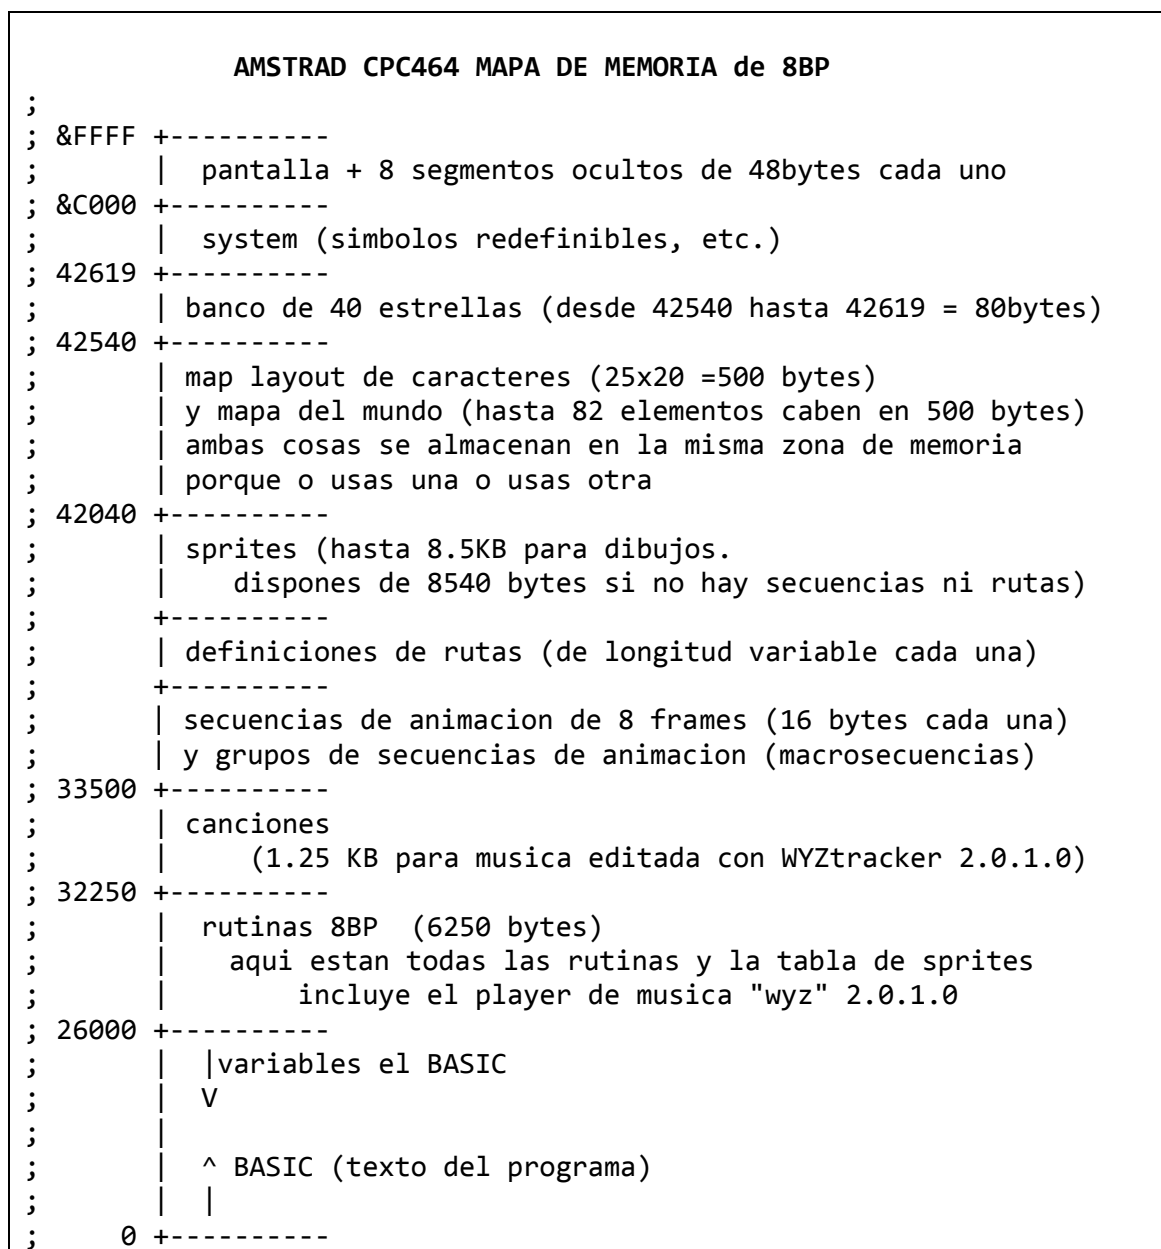 AMSTRAD CPC464 MAPA DE MEMORIA de 8BP
;
; &FFFF +----------
;       |  pantalla + 8 segmentos ocultos de 48bytes cada uno
; &C000 +----------
;       |  system (simbolos redefinibles, etc.)
; 42619 +----------
;       | banco de 40 estrellas (desde 42540 hasta 42619 = 80bytes)
; 42540 +----------
;       | map layout de caracteres (25x20 =500 bytes)
;       | y mapa del mundo (hasta 82 elementos caben en 500 bytes)
;       | ambas cosas se almacenan en la misma zona de memoria
;       | porque o usas una o usas otra
; 42040 +----------
;       | sprites (hasta 8.5KB para dibujos.
;       |    dispones de 8540 bytes si no hay secuencias ni rutas)
;       +----------
;       | definiciones de rutas (de longitud variable cada una)
;       +----------
;       | secuencias de animacion de 8 frames (16 bytes cada una)
;       | y grupos de secuencias de animacion (macrosecuencias)
; 33500 +----------
;       | canciones
;       |     (1.25 KB para musica editada con WYZtracker 2.0.1.0)
; 32250 +----------
;       |  rutinas 8BP  (6250 bytes)
;       |    aqui estan todas las rutinas y la tabla de sprites
;       |        incluye el player de musica "wyz" 2.0.1.0
; 26000 +----------
;       |  |variables el BASIC
;       |  V
;       |
;       |  ^ BASIC (texto del programa)
;       |  |
;     0 +----------